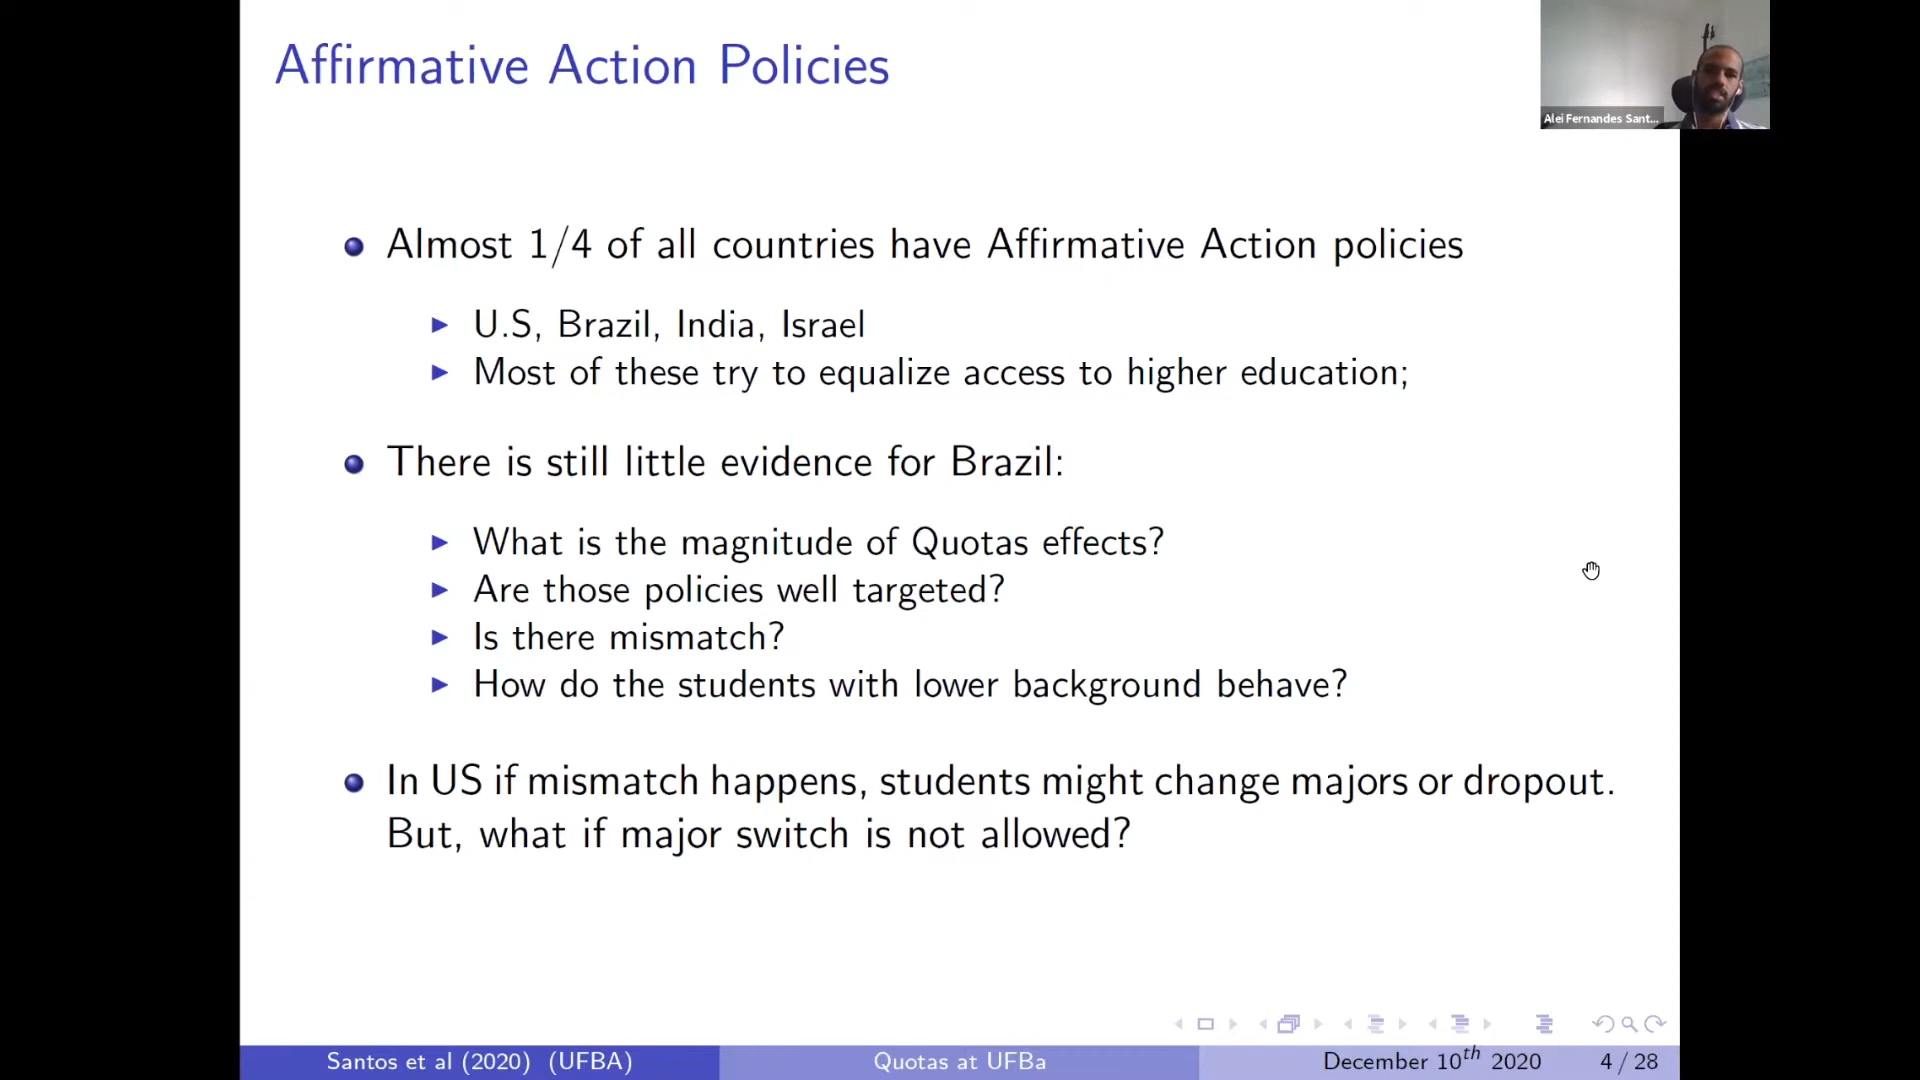 Affirmative Action Policies
Alei Fernandes Sant...
Almost 1/4 of all countries have Affirmative Action policies
U.S, Brazil, India, Israel
Most of these try to equalize access to higher education;
There is still little evidence for Brazil:
What is the magnitude of Quotas effects?
Are those policies well targeted?
Is there mismatch?
How do the students with lower background behave?
In US if mismatch happens, students might change majors or dropout.
But, what if major switch is not allowed?
Santos et al (2020) (UFBA) Quotas at UFBa December 10th 2020 4 / 28